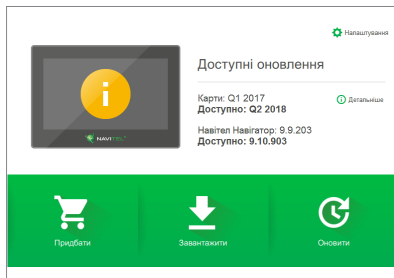 Налаштування
Доступні оновлення
Карти: Q1 2017
Доступно: Q2 2018
Детальніше
Навітел Навігатор: 9.9.203
Доступно: 9.10.903
NAVITEL
Придбати
Завантажити
Оновити